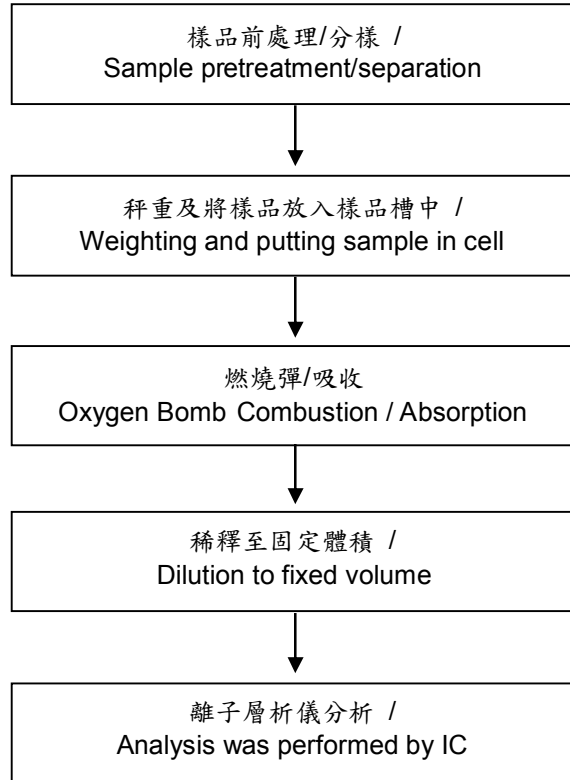 樣品前處理/分樣 /
Sample pretreatment/separation
秤重及將樣品放入樣品槽中 /
Weighting and putting sample in cell
燃燒彈/吸收
Oxygen Bomb Combustion / Absorption
稀釋至固定體積 /
Dilution to fixed volume
離子層析儀分析 /
Analysis was performed by IC